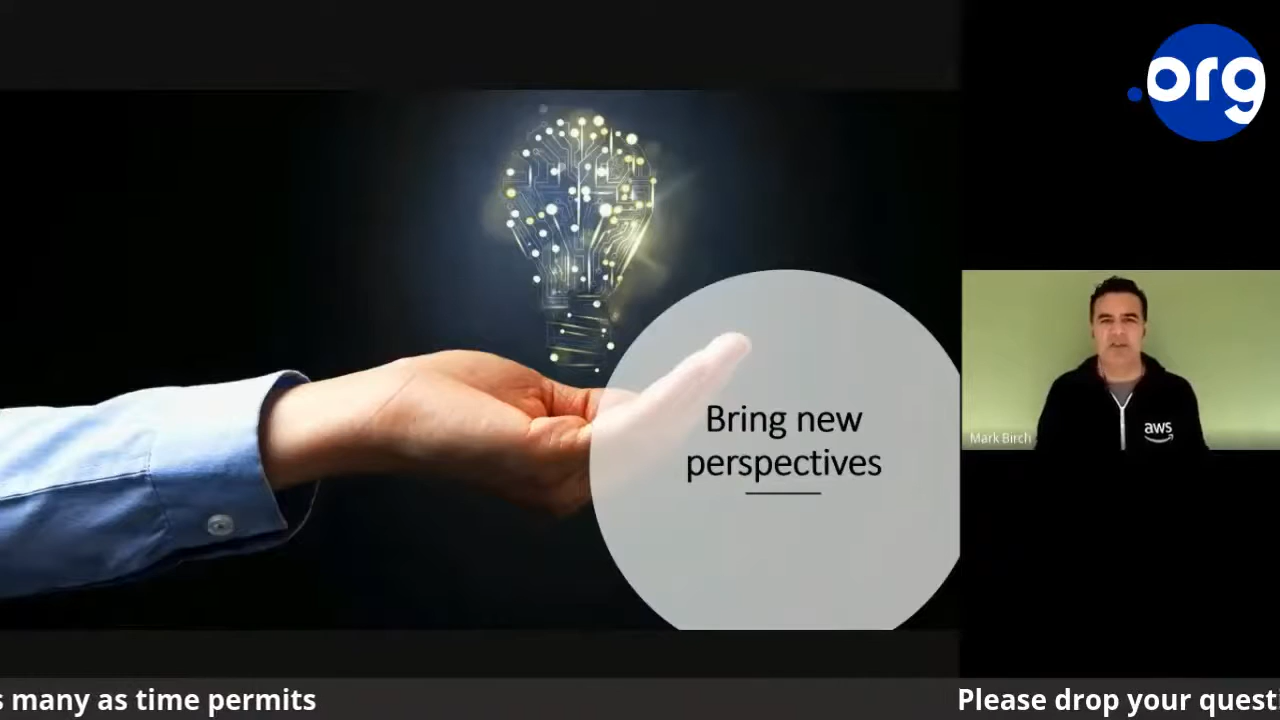 .org
Bring new
perspectives
aws
Mark Birch
s many as time permits
Please drop your questi